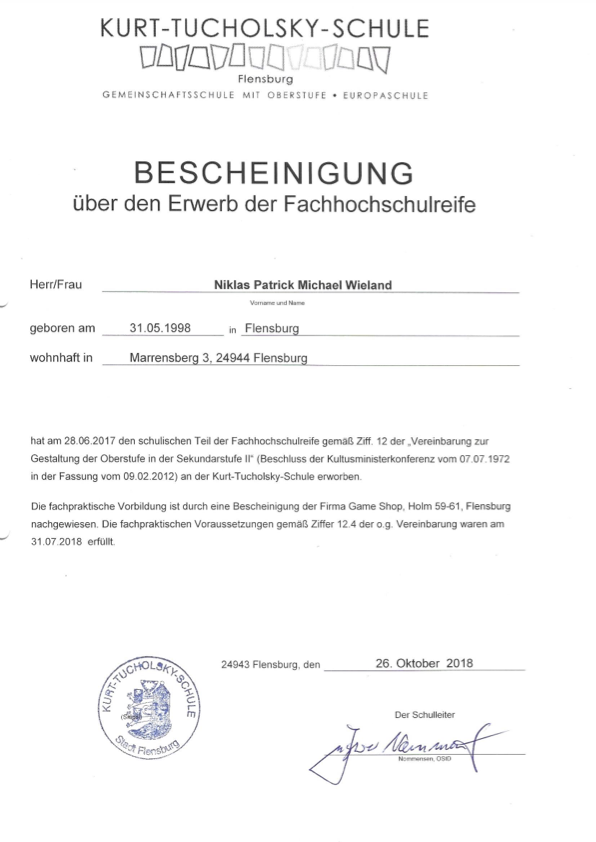 KURT-TUCHOLSKY-SCHULE
Flensburg
GEMEINSCHAFTSSCHULE MIT OBERSTUFE • EUROPASCHULE
BESCHEINIGUNG
über den Erwerb der Fachhochschulreife
Herr/Frau Niklas Patrick Michael Wieland
Vorname und Name
geboren am 31.05.1998 in Flensburg
wohnhaft in Marrensberg 3, 24944 Flensburg
hat am 28.06.2017 den schulischen Teil der Fachhochschulreife gemäß Ziff. 12 der „Vereinbarung zur
Gestaltung der Oberstufe in der Sekundarstufe II“ (Beschluss der Kultusministerkonferenz vom 07.07.1972
in der Fassung vom 09.02.2012) an der Kurt-Tucholsky-Schule erworben.
Die fachpraktische Vorbildung ist durch eine Bescheinigung der Firma Game Shop, Holm 59-61, Flensburg
nachgewiesen. Die fachpraktischen Voraussetzungen gemäß Ziffer 12.4 der o.g. Vereinbarung waren am
31.07.2018 erfüllt.
24943 Flensburg, den 26. Oktober 2018
KURT-TUCHOLSKY-SCHULE
(Siegel)
Stadt Flensburg
Der Schulleiter
Nommensen, OStD